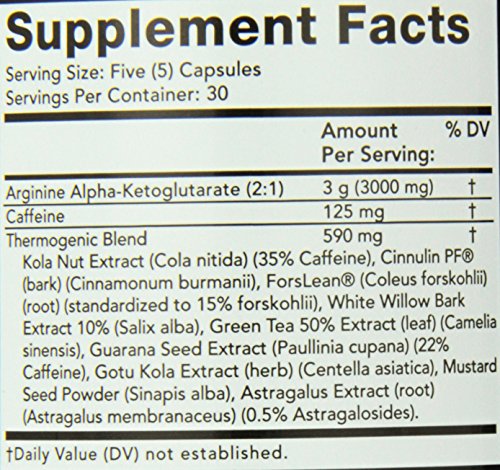 Supplement Facts
Serving Size: Five (5) Capsules
Servings Per Container: 30
Amount % DV
Per Serving:
Arginine Alpha-Ketoglutarate (2:1) 3 g (3000 mg) †
Caffeine 125 mg †
Thermogenic Blend 590 mg †
Kola Nut Extract (Cola nitida) (35% Caffeine), Cinnulin PF®
(bark) (Cinnamonum burmanii), ForsLean® (Coleus forskohlii)
(root) (standardized to 15% forskohlii), White Willow Bark
Extract 10% (Salix alba), Green Tea 50% Extract (leaf) (Camelia
sinensis), Guarana Seed Extract (Paullinia cupana) (22%
Caffeine), Gotu Kola Extract (herb) (Centella asiatica), Mustard
Seed Powder (Sinapis alba), Astragalus Extract (root)
(Astragalus membranaceus) (0.5% Astragalosides).
†Daily Value (DV) not established.